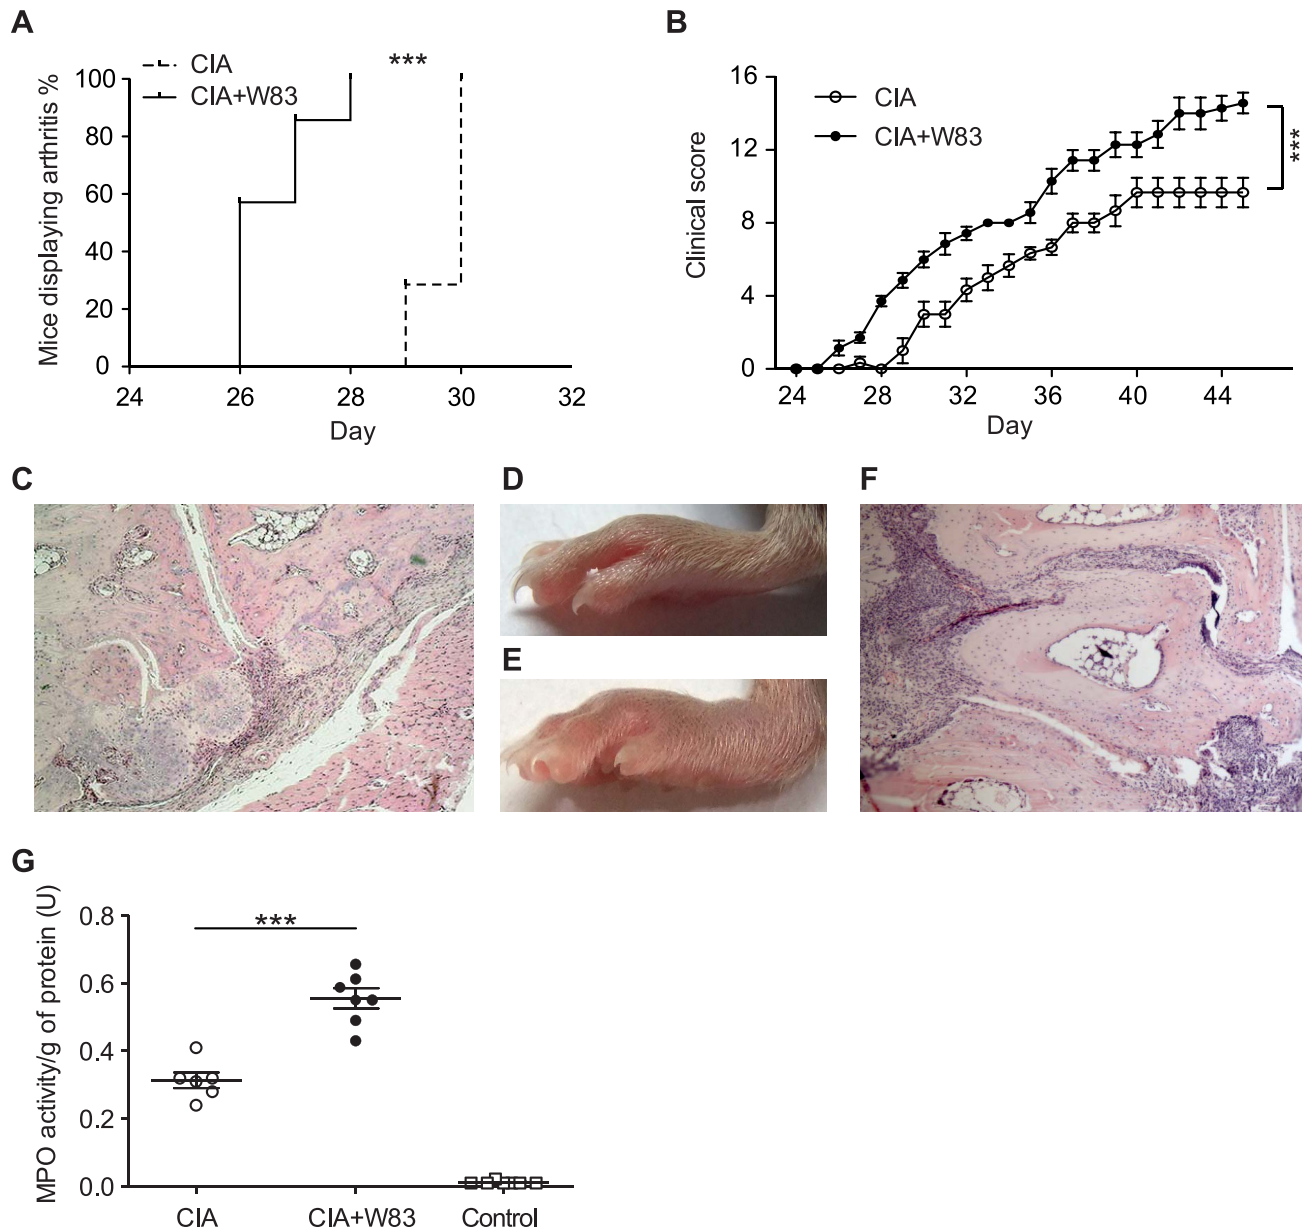 A
Mice displaying arthritis %
CIA
CIA+W83
***
100
80
60
40
20
0
24 26 28 30 32
Day
B
Clinical score
CIA
CIA+W83
***
16
12
8
4
0
24 28 32 36 40 44
Day
C
D
E
F
G
MPO activity/g of protein (U)
***
0.8
0.6
0.4
0.2
0.0
CIA CIA+W83 Control